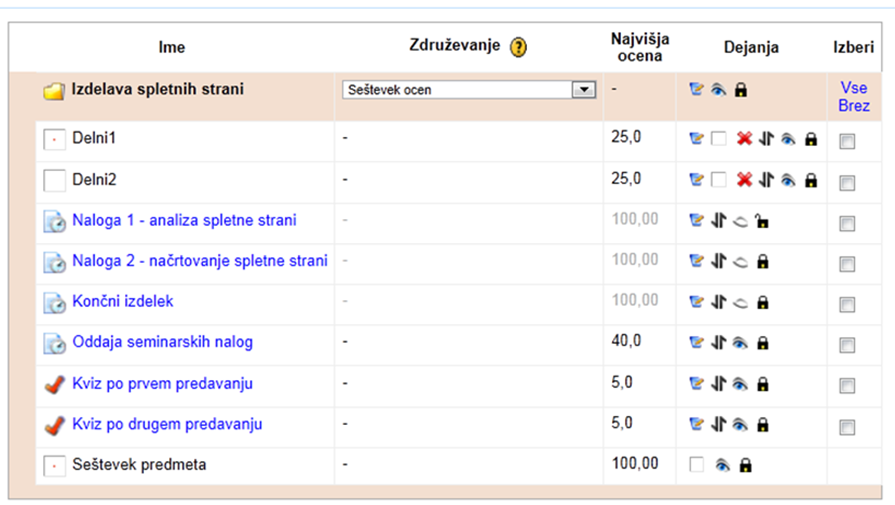 Ime Združevanje ? Najvišja ocena Dejanja Izberi
Izdelava spletnih strani Seštevek ocen - Vse
Brez
Delni1 - 25,0
Delni2 - 25,0
Naloga 1 - analiza spletne strani - 100,00
Naloga 2 - načrtovanje spletne strani - 100,00
Končni izdelek - 100,00
Oddaja seminarskih nalog - 40,0
Kviz po prvem predavanju - 5,0
Kviz po drugem predavanju - 5,0
Seštevek predmeta - 100,00